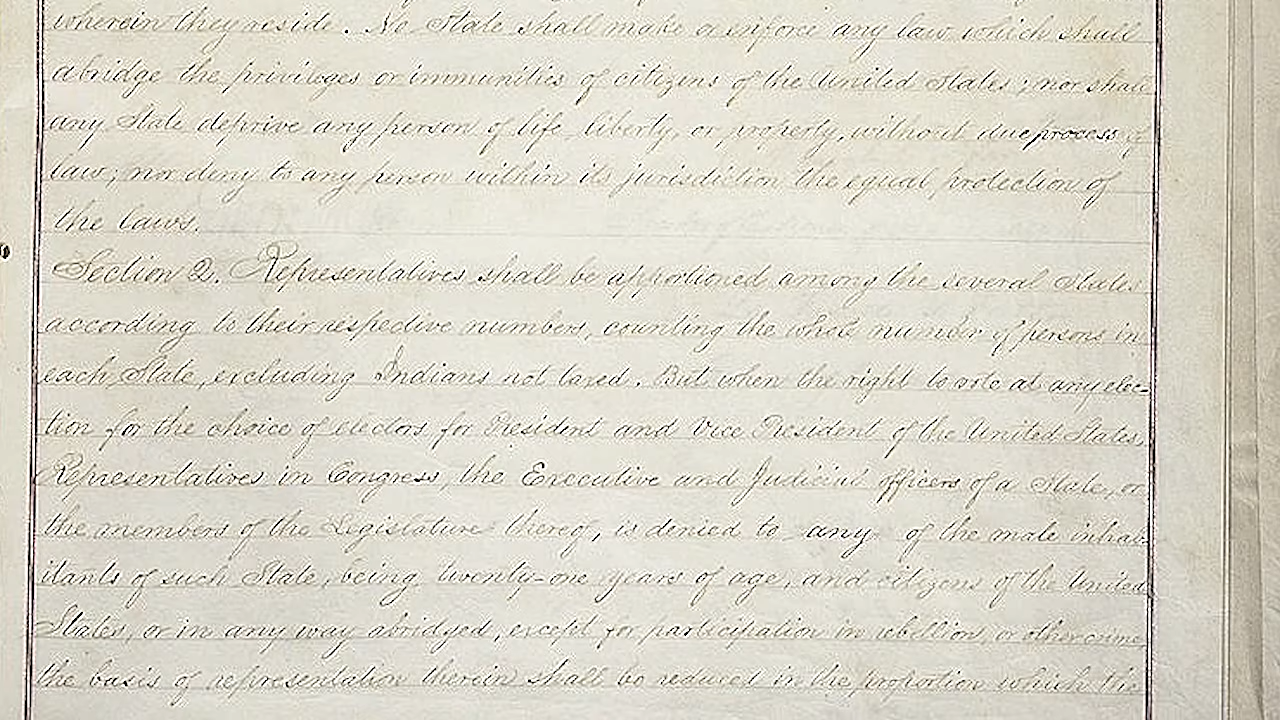 wherein they reside. No State shall make or enforce any law which shall
abridge the privileges or immunities of citizens of the United States; nor shall
any State deprive any person of life, liberty, or property, without due process of
law; nor deny to any person within its jurisdiction the equal protection of
the laws.
Section 2. Representatives shall be apportioned among the several States
according to their respective numbers, counting the whole number of persons in
each State, excluding Indians not taxed. But when the right to vote at any elec-
tion for the choice of electors for President and Vice President of the United States,
Representatives in Congress, the Executive and Judicial officers of a State, or
the members of the Legislature thereof, is denied to any of the male inhab-
itants of such State, being twenty-one years of age, and citizens of the United
States, or in any way abridged, except for participation in rebellion, or other crime,
the basis of representation therein shall be reduced in the proportion which the